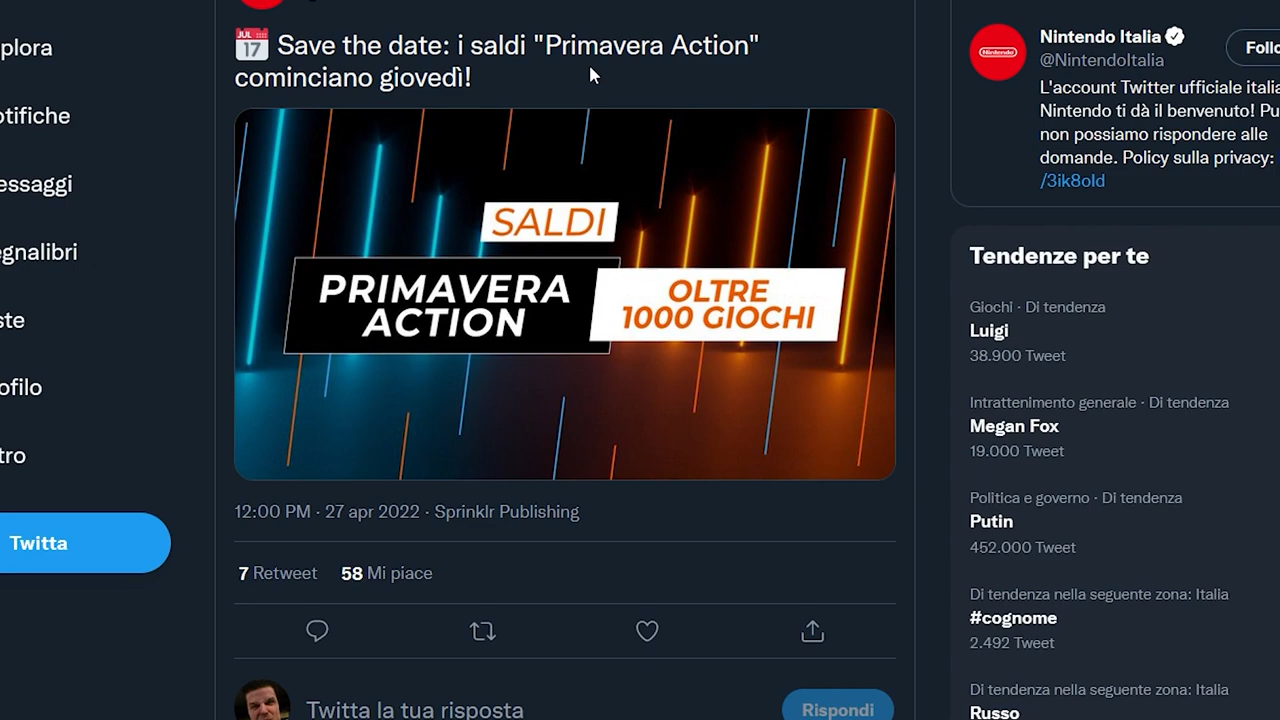 plora
otifiche
essaggi
egnalibri
ste
ofilo
tro
Twitta
JUL
17
Save the date: i saldi "Primavera Action"
cominciano giovedì!
SALDI
PRIMAVERA
ACTION
OLTRE
1000 GIOCHI
12:00 PM · 27 apr 2022 · Sprinklr Publishing
7 Retweet 58 Mi piace
Twitta la tua risposta
Rispondi
Nintendo
Nintendo Italia
@NintendoItalia
Follo
L'account Twitter ufficiale italia
Nintendo ti dà il benvenuto! Pu
non possiamo rispondere alle
domande. Policy sulla privacy:
/3ik8old
Tendenze per te
Giochi · Di tendenza
Luigi
38.900 Tweet
Intrattenimento generale · Di tendenza
Megan Fox
19.000 Tweet
Politica e governo · Di tendenza
Putin
452.000 Tweet
Di tendenza nella seguente zona: Italia
#cognome
2.492 Tweet
Di tendenza nella seguente zona: Italia
Russo